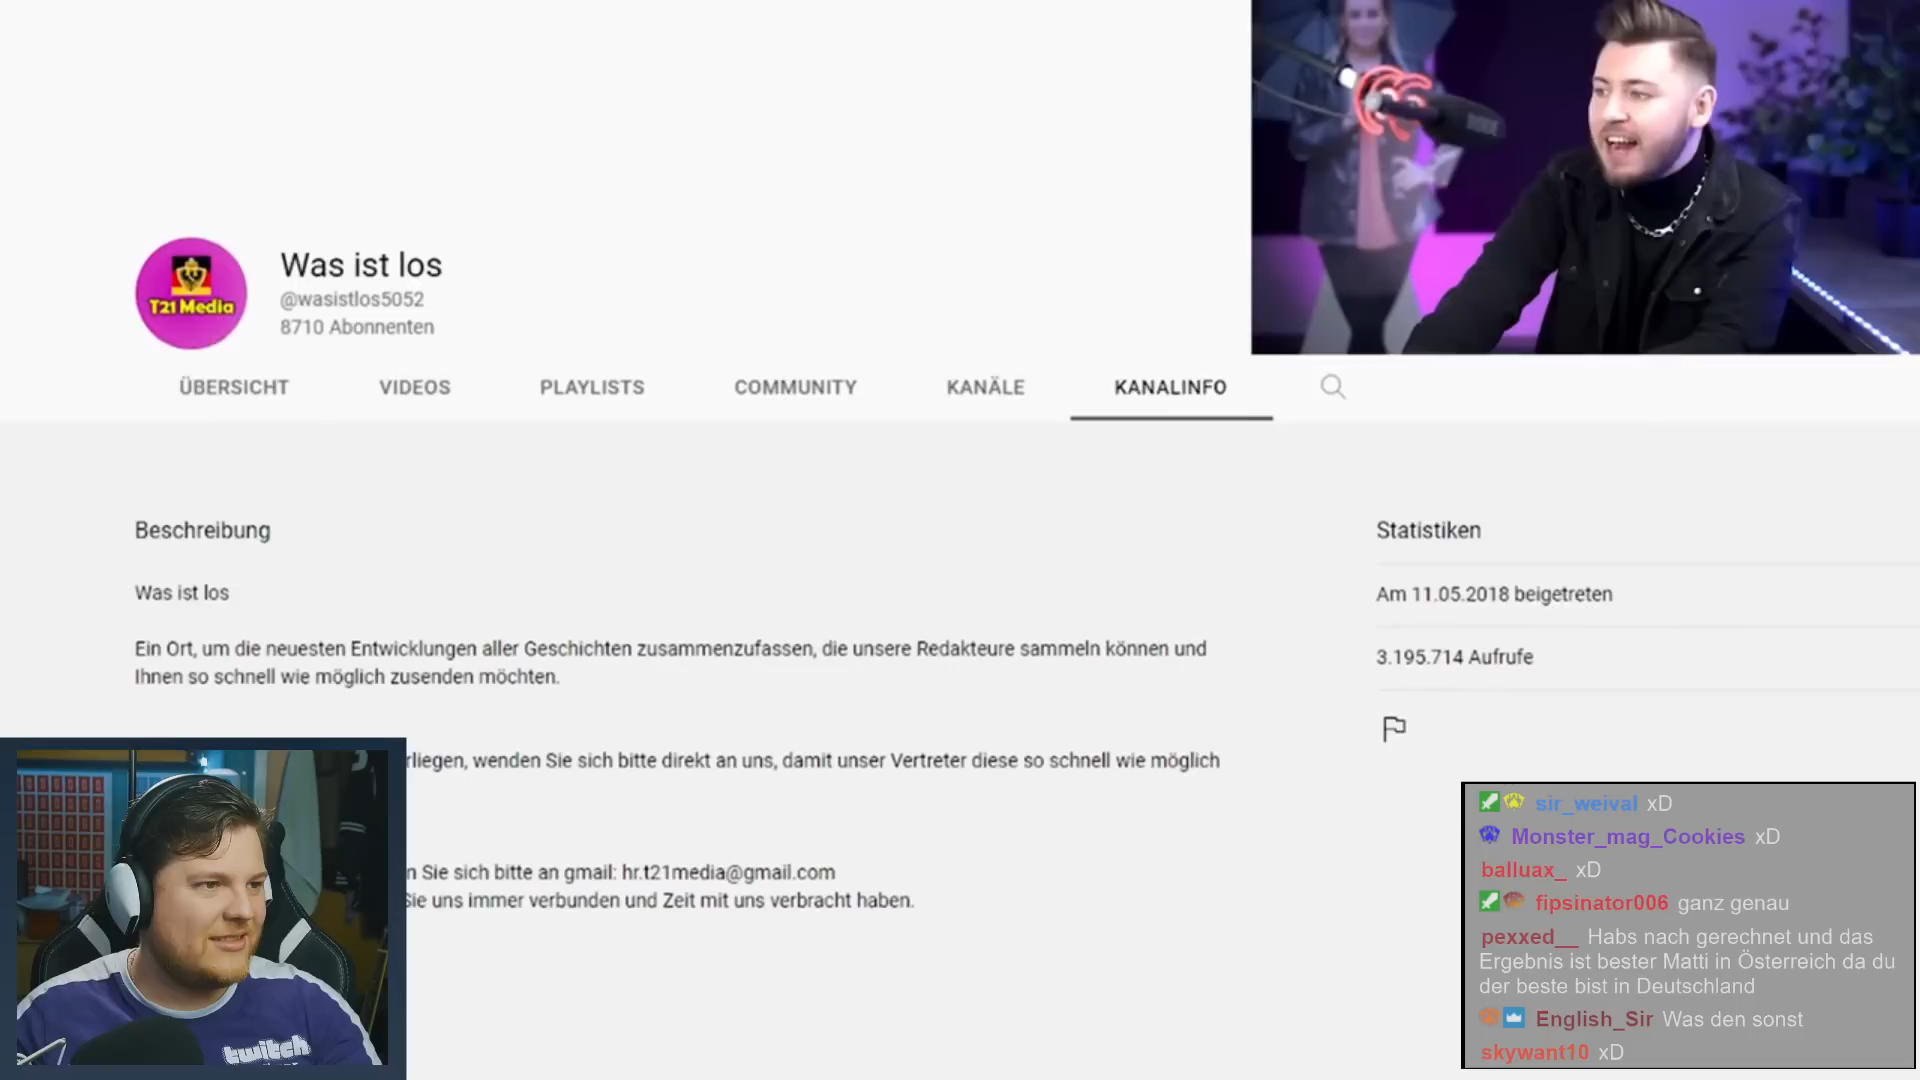 T21 Media
Was ist los
@wasistlos5052
8710 Abonnenten
ÜBERSICHT VIDEOS PLAYLISTS COMMUNITY KANÄLE KANALINFO
Beschreibung
Was ist los
Ein Ort, um die neuesten Entwicklungen aller Geschichten zusammenzufassen, die unsere Redakteure sammeln können und
Ihnen so schnell wie möglich zusenden möchten.
rliegen, wenden Sie sich bitte direkt an uns, damit unser Vertreter diese so schnell wie möglich
n Sie sich bitte an gmail: hr.t21media@gmail.com
Sie uns immer verbunden und Zeit mit uns verbracht haben.
Statistiken
Am 11.05.2018 beigetreten
3.195.714 Aufrufe
twitch
sir_weival xD
Monster_mag_Cookies xD
balluax_ xD
fipsinator006 ganz genau
pexxed__ Habs nach gerechnet und das
Ergebnis ist bester Matti in Österreich da du
der beste bist in Deutschland
English_Sir Was den sonst
skywant10 xD